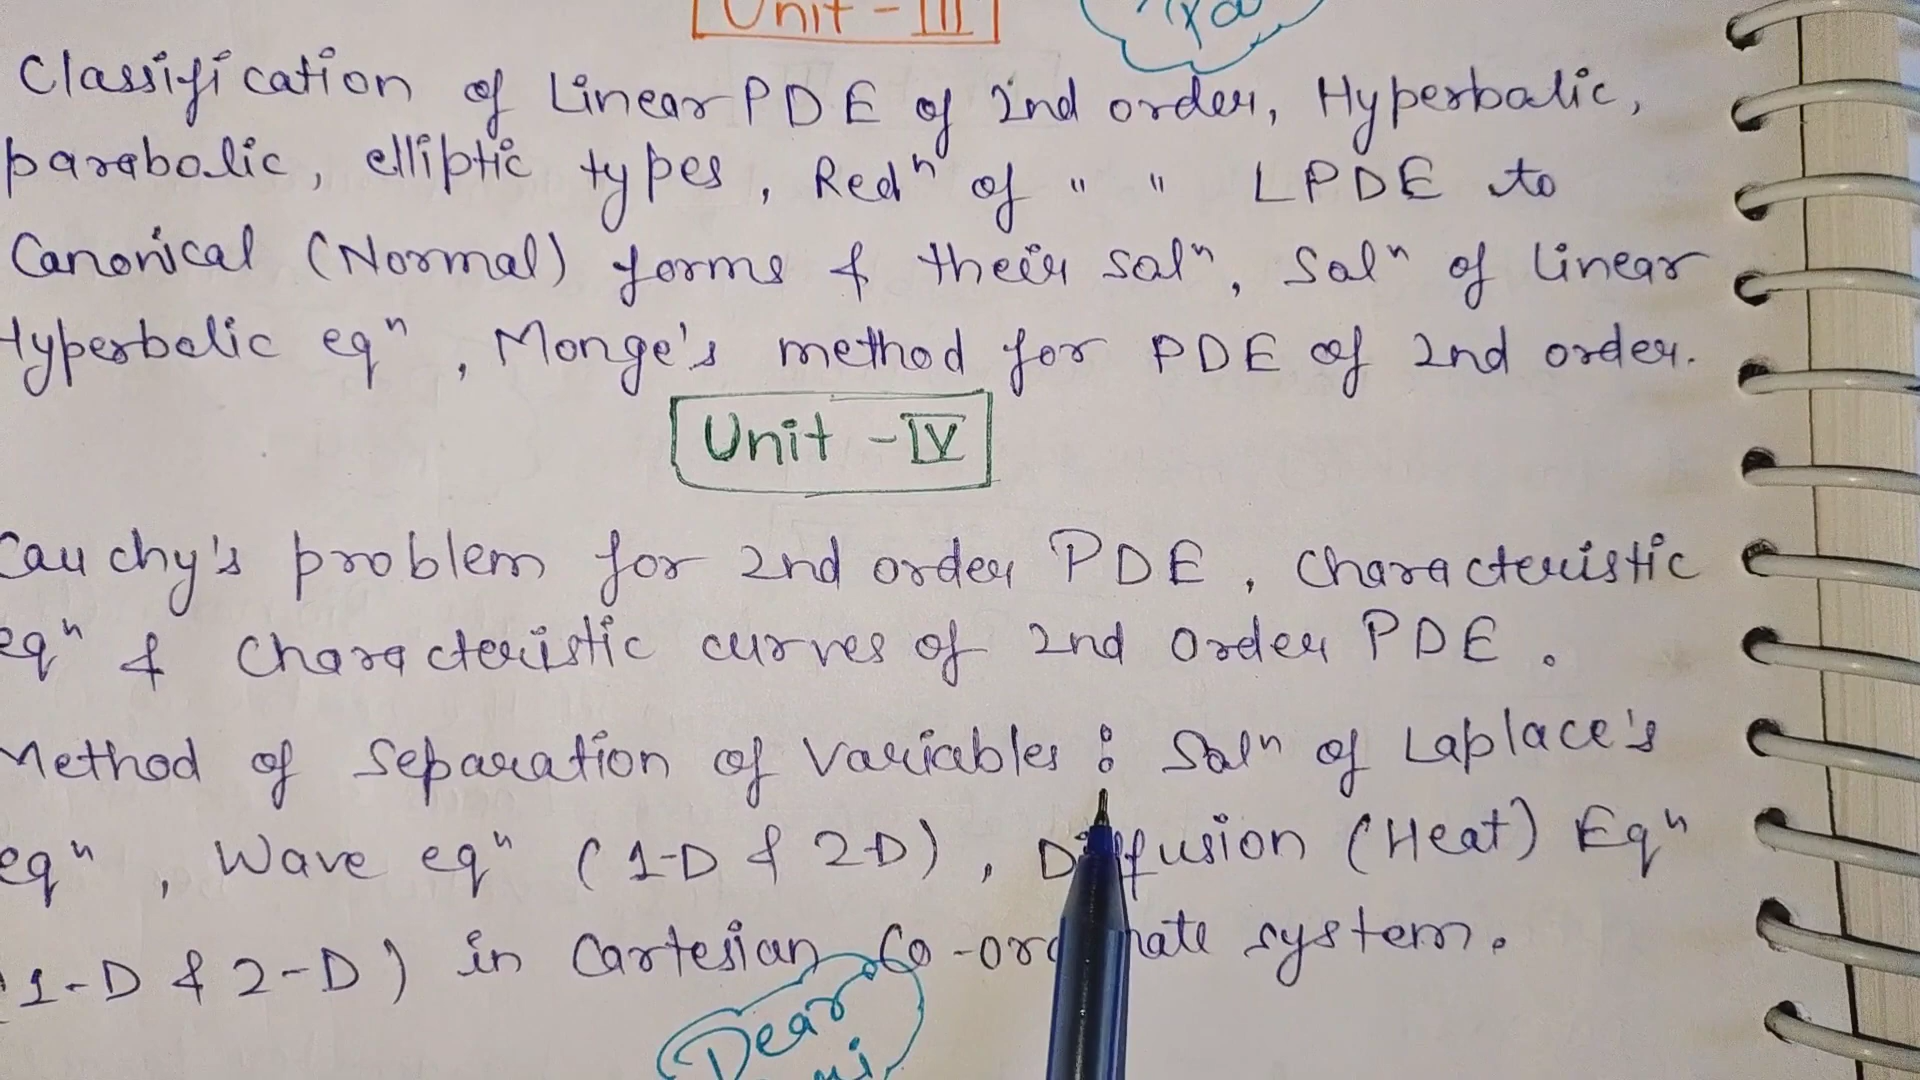 Unit - III
Classification of Linear PDE of 2nd order, Hyperbolic,
parabolic, elliptic types, Redⁿ of " " LPDE to
Canonical (Normal) forms & their solⁿ, Solⁿ of linear
Hyperbolic eqⁿ, Monge's method for PDE of 2nd order.
Unit - IV
Cauchy's problem for 2nd order PDE, Characteristic
eqⁿ & Characteristic curves of 2nd Order PDE.
Method of Separation of Variables : Solⁿ of Laplace's
eqⁿ, Wave eqⁿ (1-D & 2-D), Diffusion (Heat) Eqⁿ
(1-D & 2-D) in Cartesian Co-ordinate system.
Dear